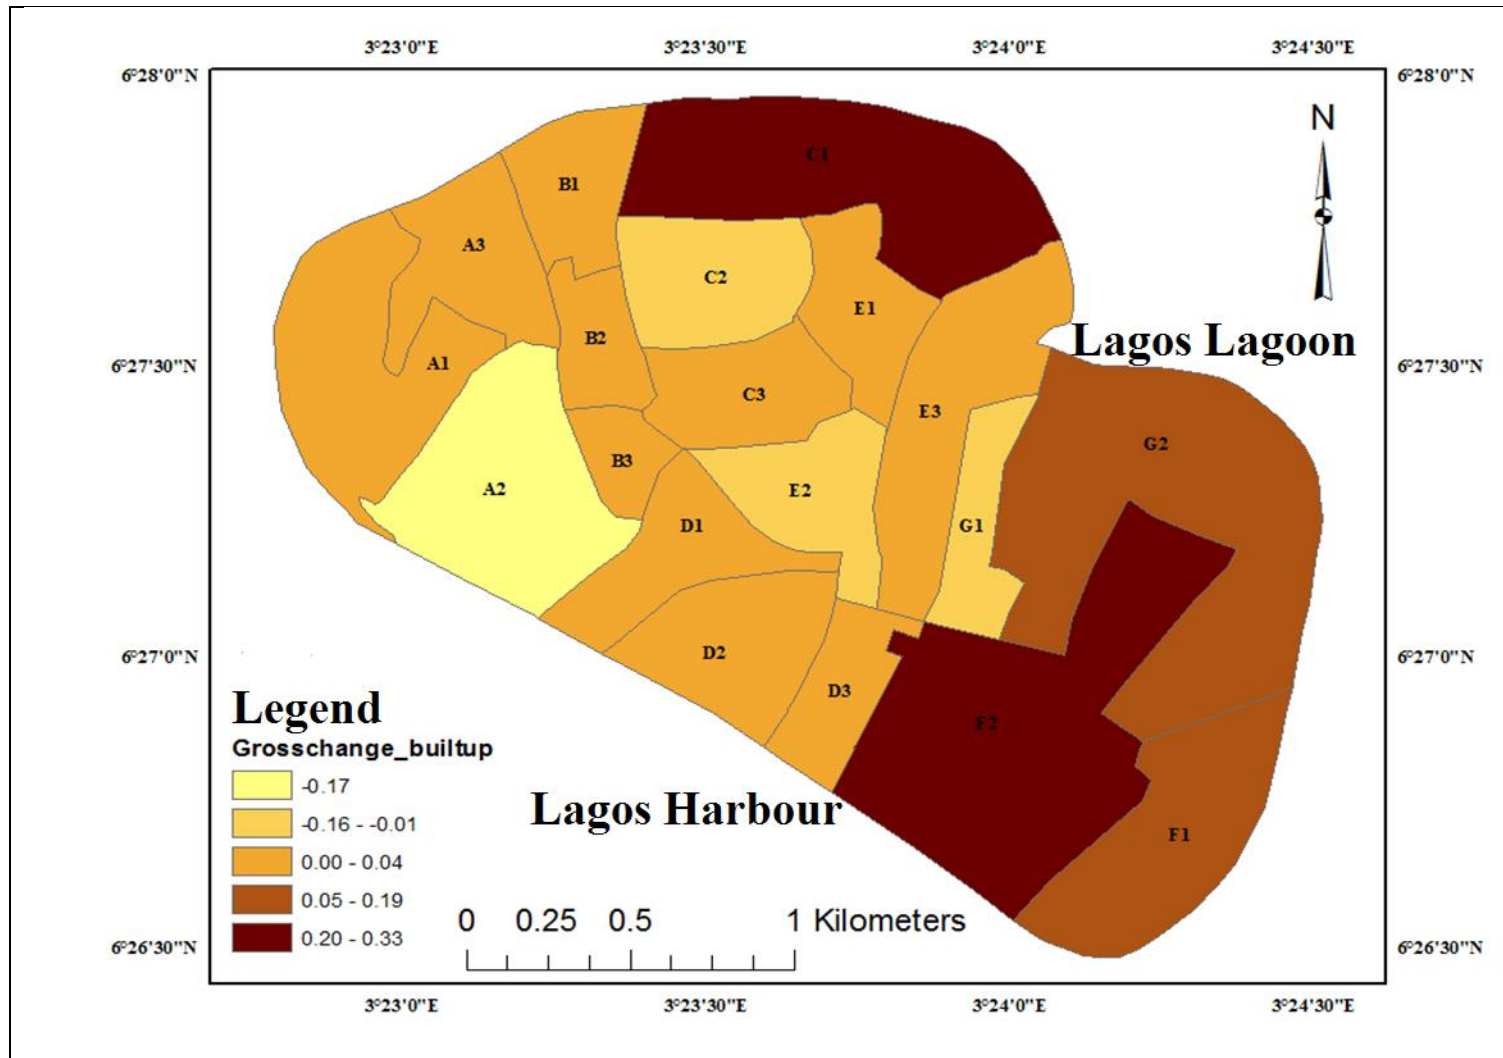 3°23'0"E 3°23'30"E 3°24'0"E 3°24'30"E
6°28'0"N 6°28'0"N
N
C1
B1
A3
C2
E1
B2
Lagos Lagoon
A1
6°27'30"N 6°27'30"N
C3
E3
G2
B3
A2
E2
D1
G1
D2
6°27'0"N 6°27'0"N
D3
Legend
F2
Grosschange_builtup
-0.17
Lagos Harbour
-0.16 - -0.01
F1
0.00 - 0.04
0.05 - 0.19
0 0.25 0.5 1 Kilometers
0.20 - 0.33
6°26'30"N 6°26'30"N
3°23'0"E 3°23'30"E 3°24'0"E 3°24'30"E